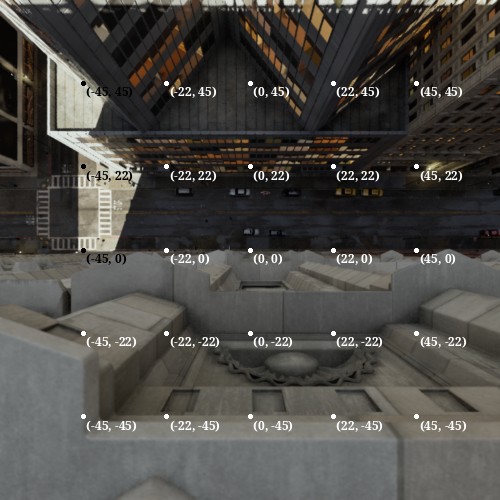 (-45, 45) (-22, 45) (0, 45) (22, 45) (45, 45)
(-45, 22) (-22, 22) (0, 22) (22, 22) (45, 22)
(-45, 0) (-22, 0) (0, 0) (22, 0) (45, 0)
(-45, -22) (-22, -22) (0, -22) (22, -22) (45, -22)
(-45, -45) (-22, -45) (0, -45) (22, -45) (45, -45)